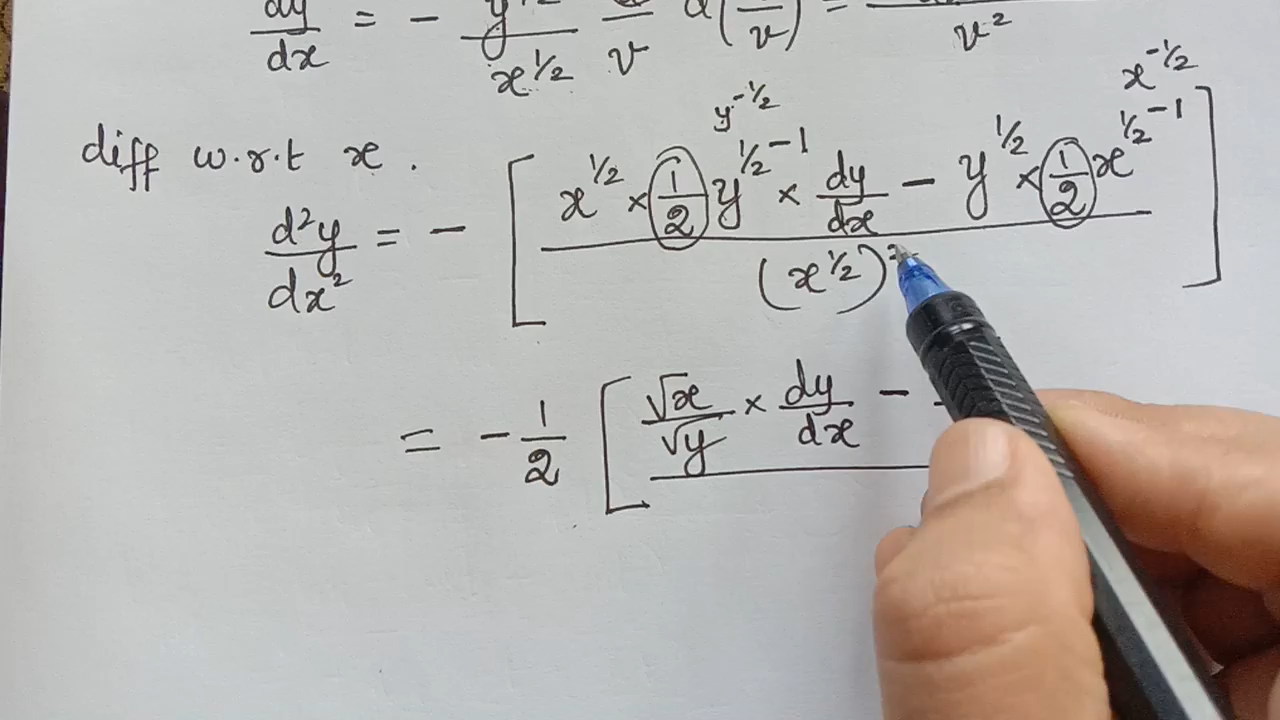 dy/dx = - y^1/2 / x^1/2 u/v d(u/v) = / v²
y^-1/2 x^-1/2
diff w.r.t x.
d²y/dx² = - [ x^1/2 × 1/2 y^1/2-1 × dy/dx - y^1/2 × 1/2 x^1/2-1 / (x^1/2)² ]
= - 1/2 [ √x/√y × dy/dx -